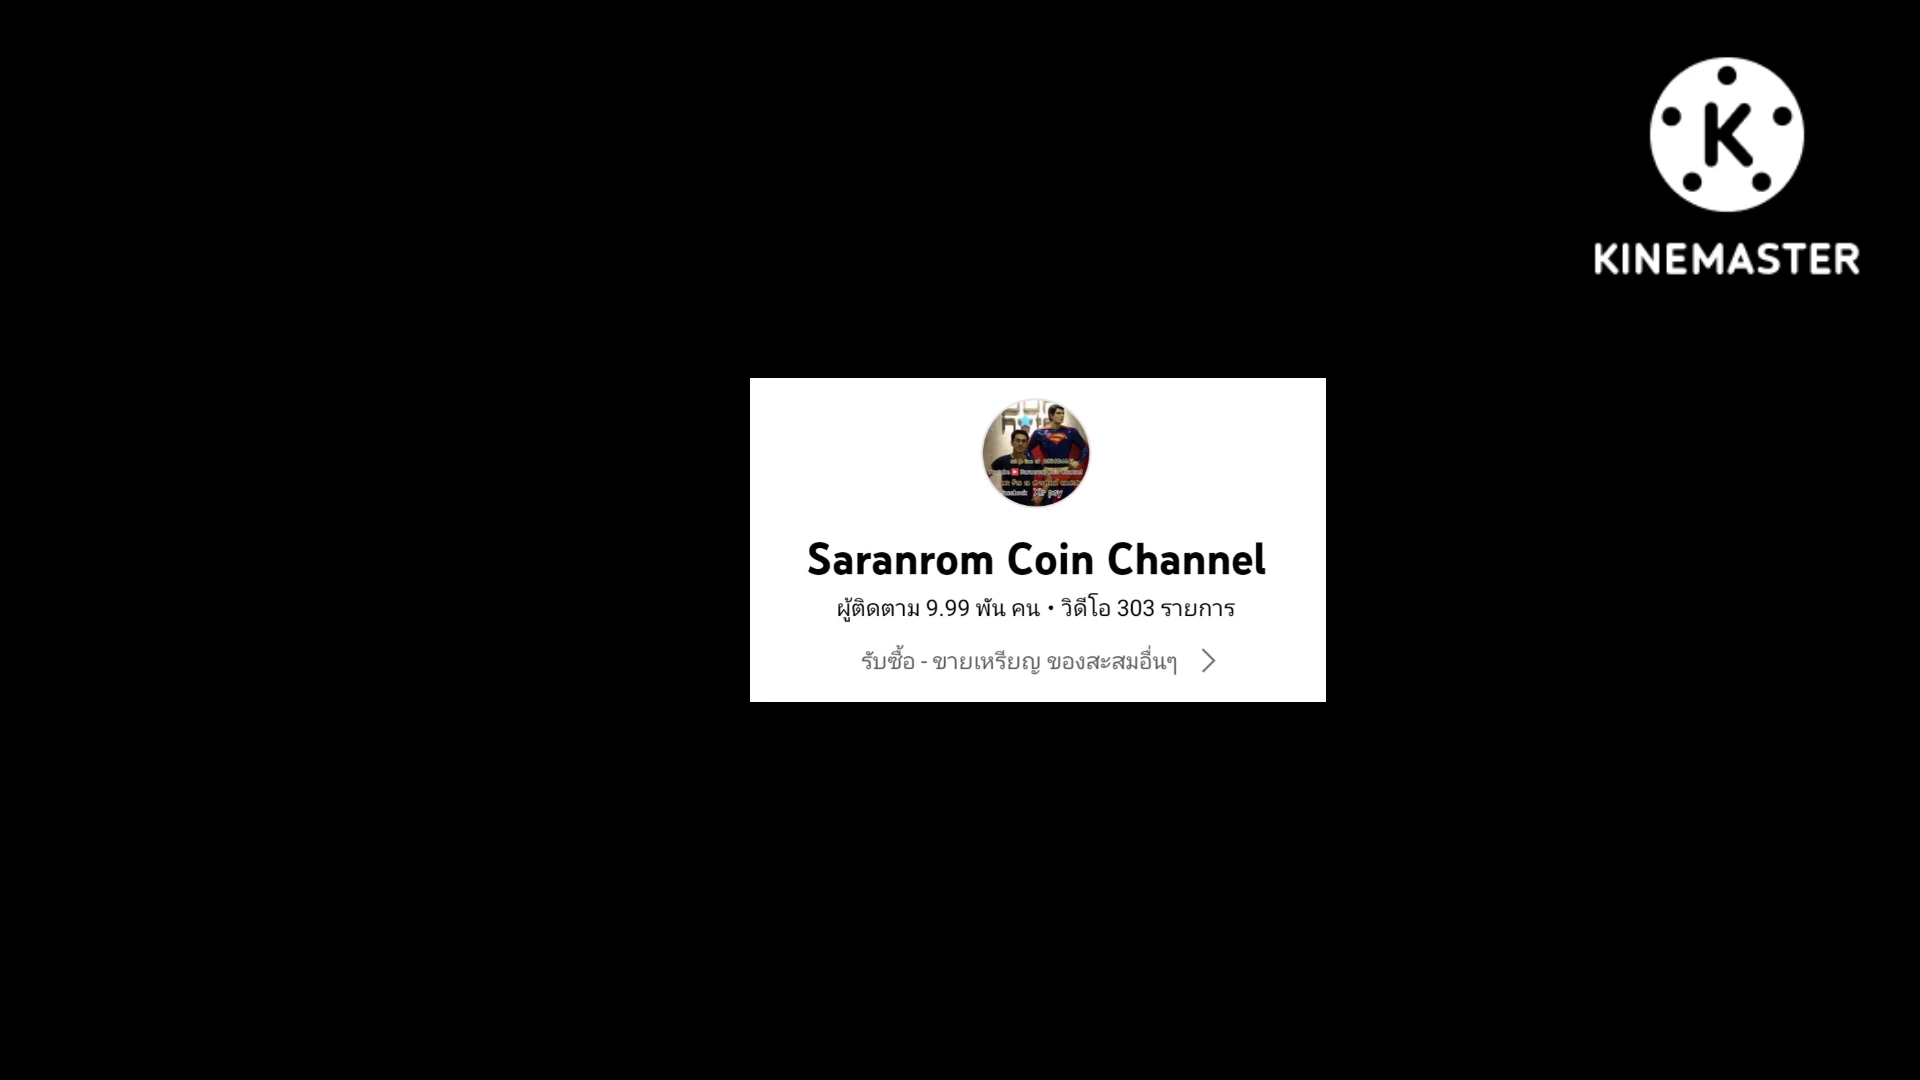 KINEMASTER
Saranrom Coin Channel
ผู้ติดตาม 9.99 พัน คน • วิดีโอ 303 รายการ
รับซื้อ - ขายเหรียญ ของสะสมอื่นๆ